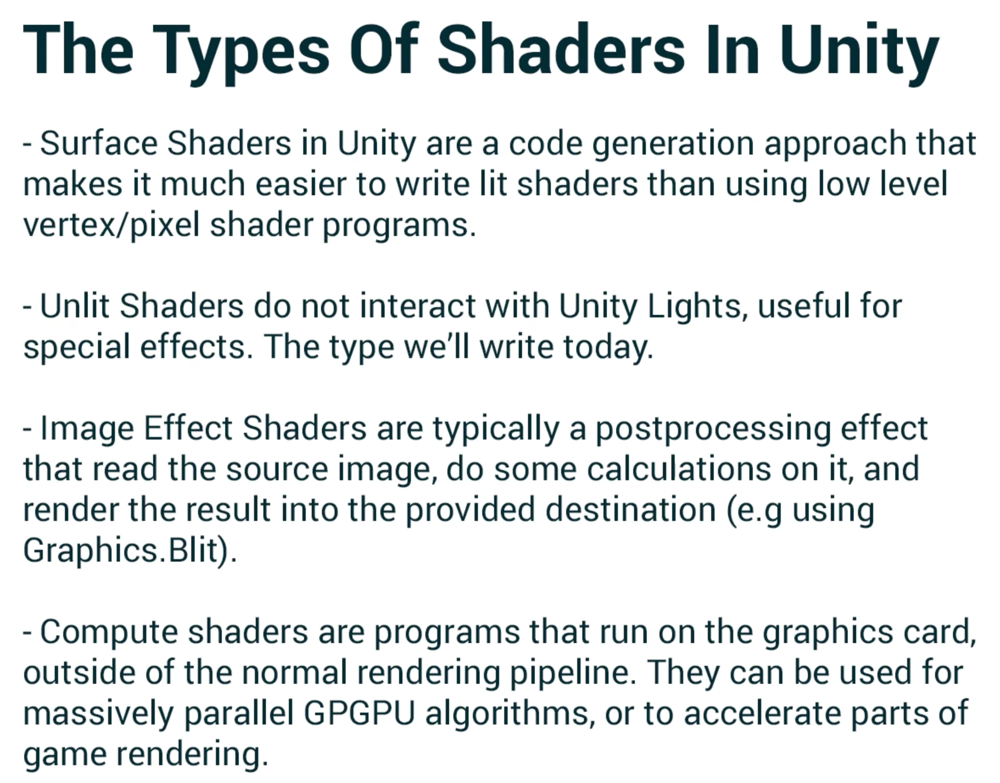 The Types Of Shaders In Unity
- Surface Shaders in Unity are a code generation approach that
makes it much easier to write lit shaders than using low level
vertex/pixel shader programs.
- Unlit Shaders do not interact with Unity Lights, useful for
special effects. The type we’ll write today.
- Image Effect Shaders are typically a postprocessing effect
that read the source image, do some calculations on it, and
render the result into the provided destination (e.g using
Graphics.Blit).
- Compute shaders are programs that run on the graphics card,
outside of the normal rendering pipeline. They can be used for
massively parallel GPGPU algorithms, or to accelerate parts of
game rendering.